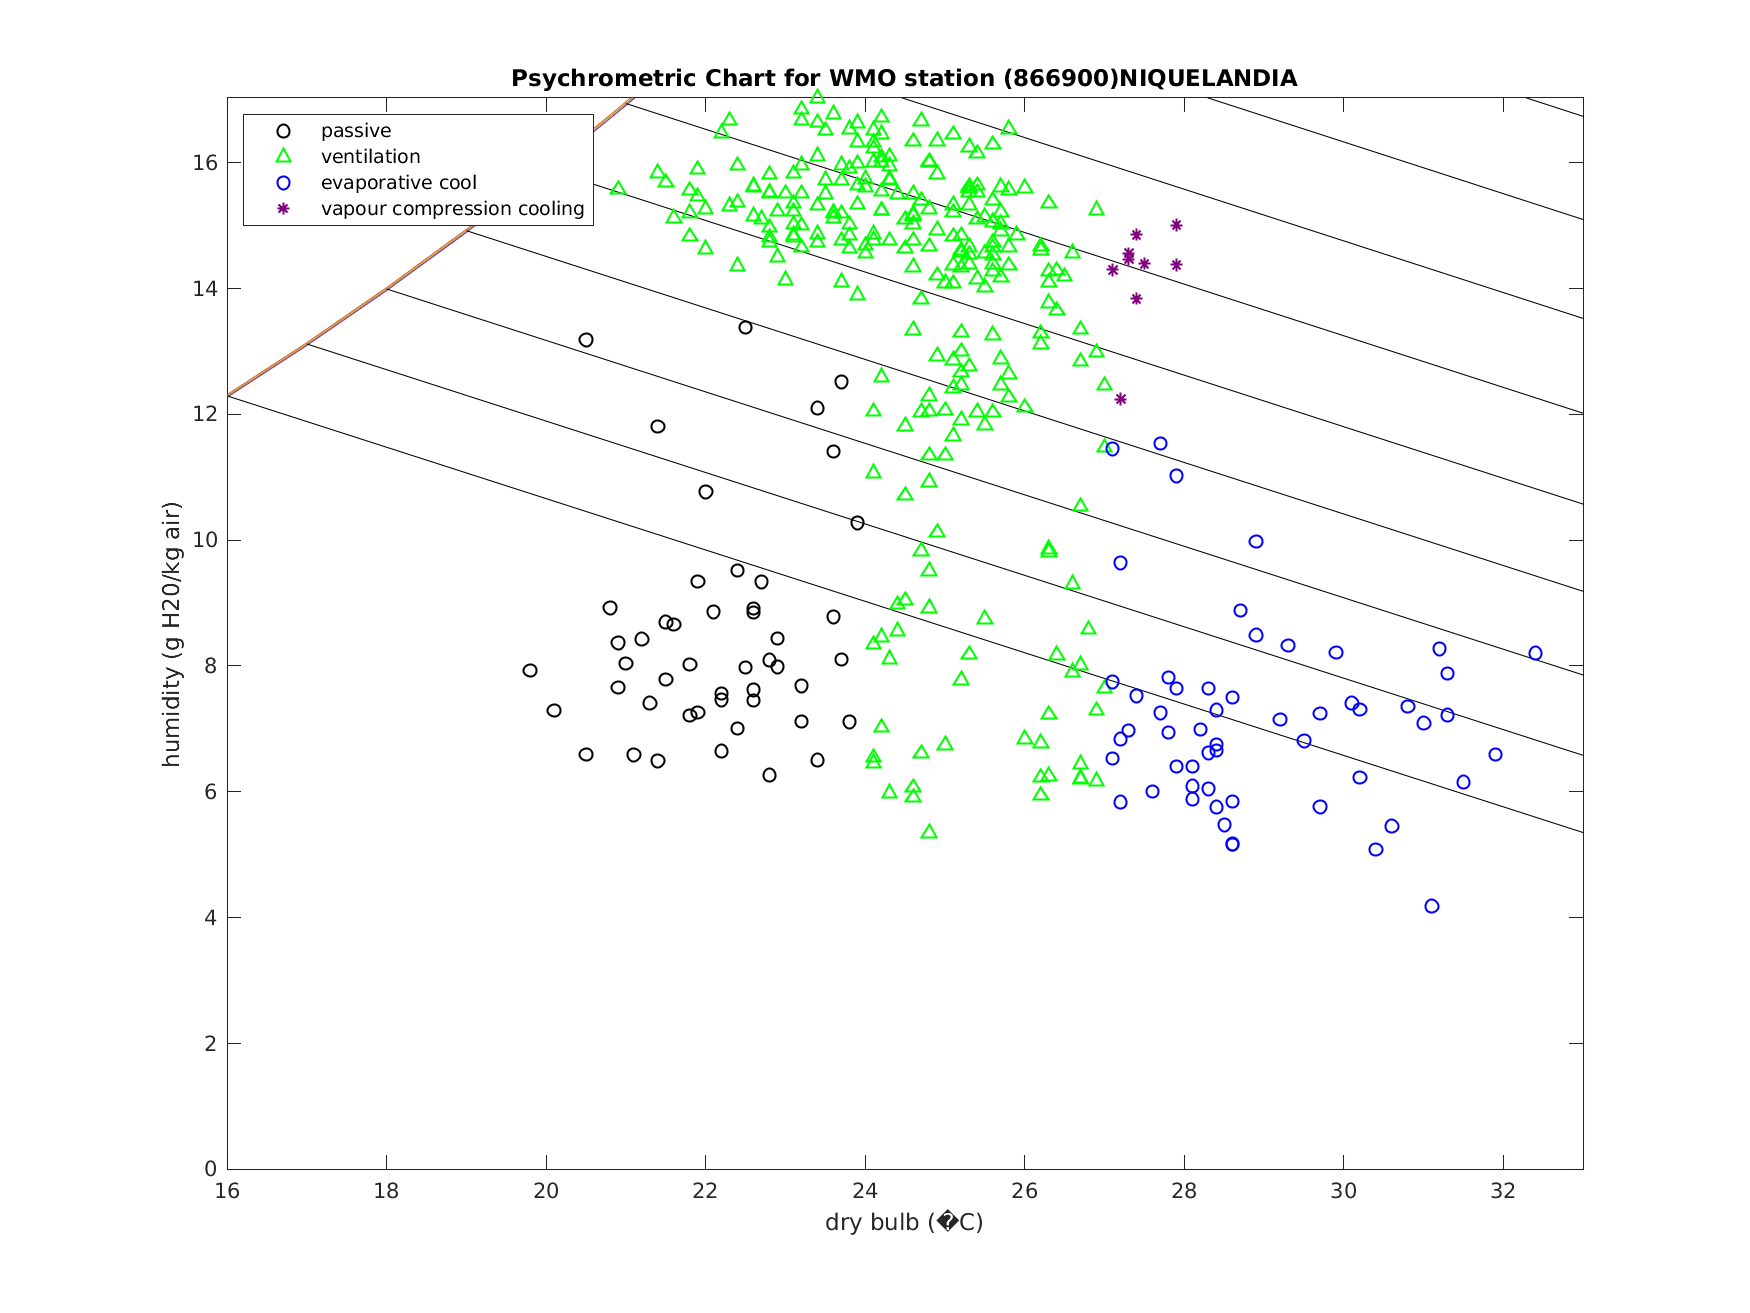 Psychrometric Chart for WMO station (866900)NIQUELANDIA
passive
ventilation
evaporative cool
vapour compression cooling
humidity (g H20/kg air)
16
14
12
10
8
6
4
2
0
16 18 20 22 24 26 28 30 32
dry bulb (�C)